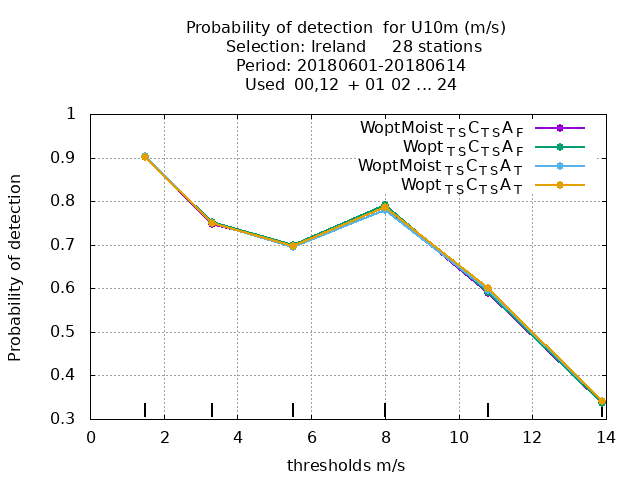 Probability of detection for U10m (m/s)
Selection: Ireland 28 stations
Period: 20180601-20180614
Used 00,12 + 01 02 ... 24
WoptMoist TS C TS A F
Wopt TS C TS A F
WoptMoist TS C TS A T
Wopt TS C TS A T
Probability of detection
1
0.9
0.8
0.7
0.6
0.5
0.4
0.3
0 2 4 6 8 10 12 14
thresholds m/s